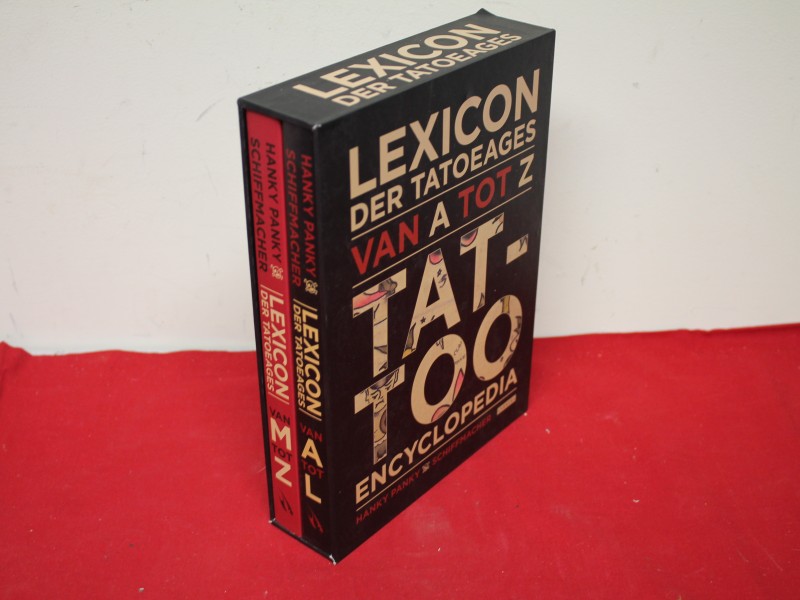 LEXICON
DER TATOEAGES
LEXICON
DER TATOEAGES
VAN A TOT Z
TAT-
TOO
ENCYCLOPEDIA
HANKY PANKY SCHIFFMACHER
HANKY PANKY
SCHIFFMACHER
LEXICON
DER TATOEAGES
VAN
M
TOT
Z
HANKY PANKY
SCHIFFMACHER
LEXICON
DER TATOEAGES
VAN
A
TOT
L